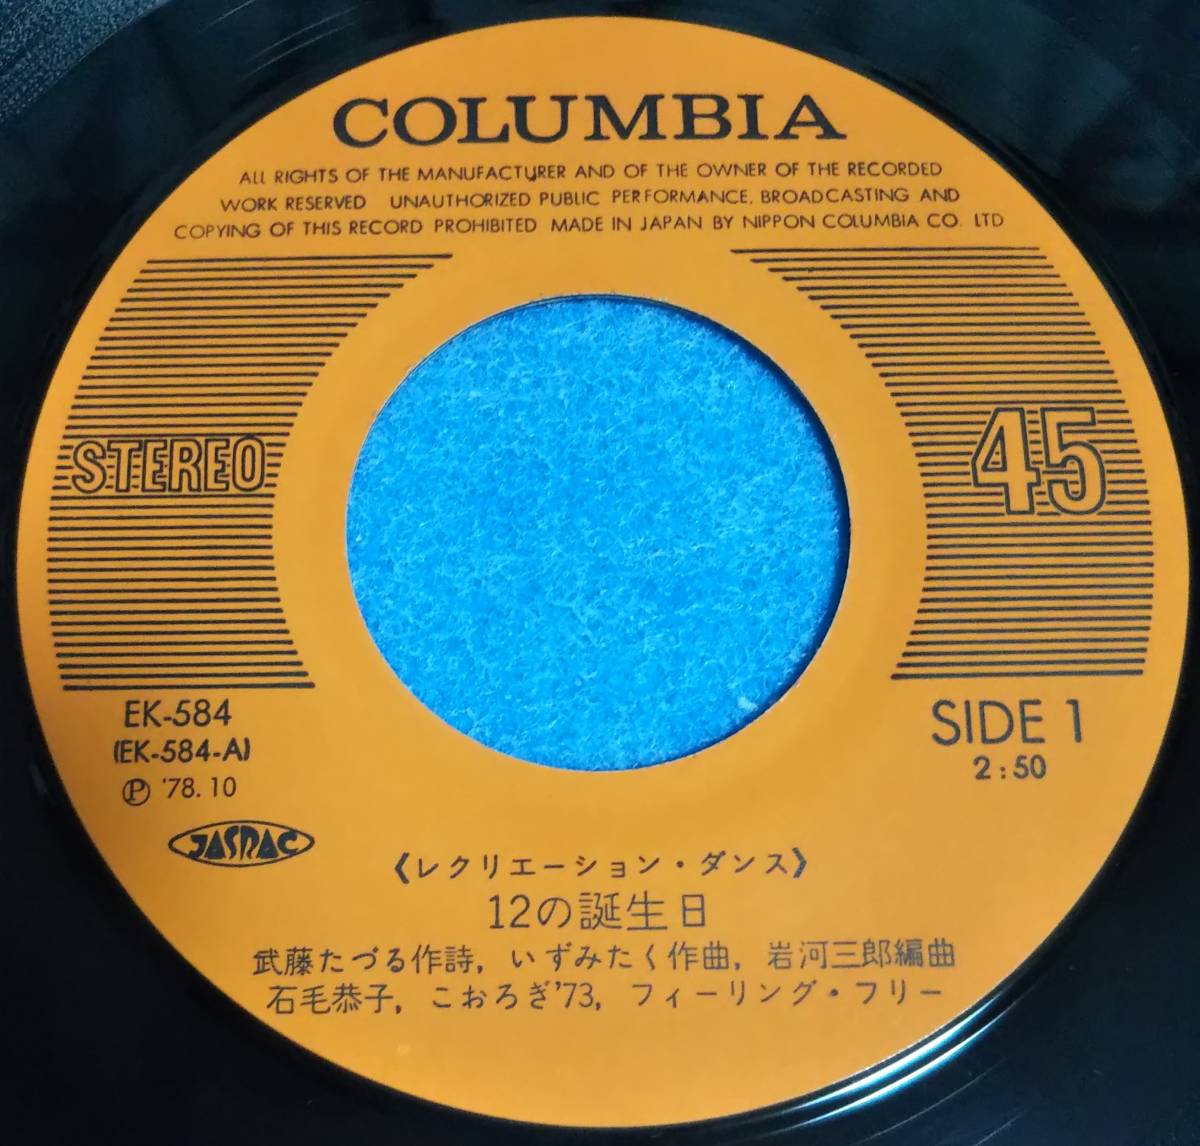 COLUMBIA
ALL RIGHTS OF THE MANUFACTURER AND OF THE OWNER OF THE RECORDED
WORK RESERVED UNAUTHORIZED PUBLIC PERFORMANCE, BROADCASTING AND
COPYING OF THIS RECORD PROHIBITED MADE IN JAPAN BY NIPPON COLUMBIA CO. LTD
STEREO
45
EK-584
(EK-584-A)
Ⓟ '78.10
JASRAC
SIDE 1
2:50
《レクリエーション・ダンス》
12の誕生日
武藤たづる作詩, いずみたく作曲, 岩河三郎編曲
石毛恭子, こおろぎ'73, フィーリング・フリー